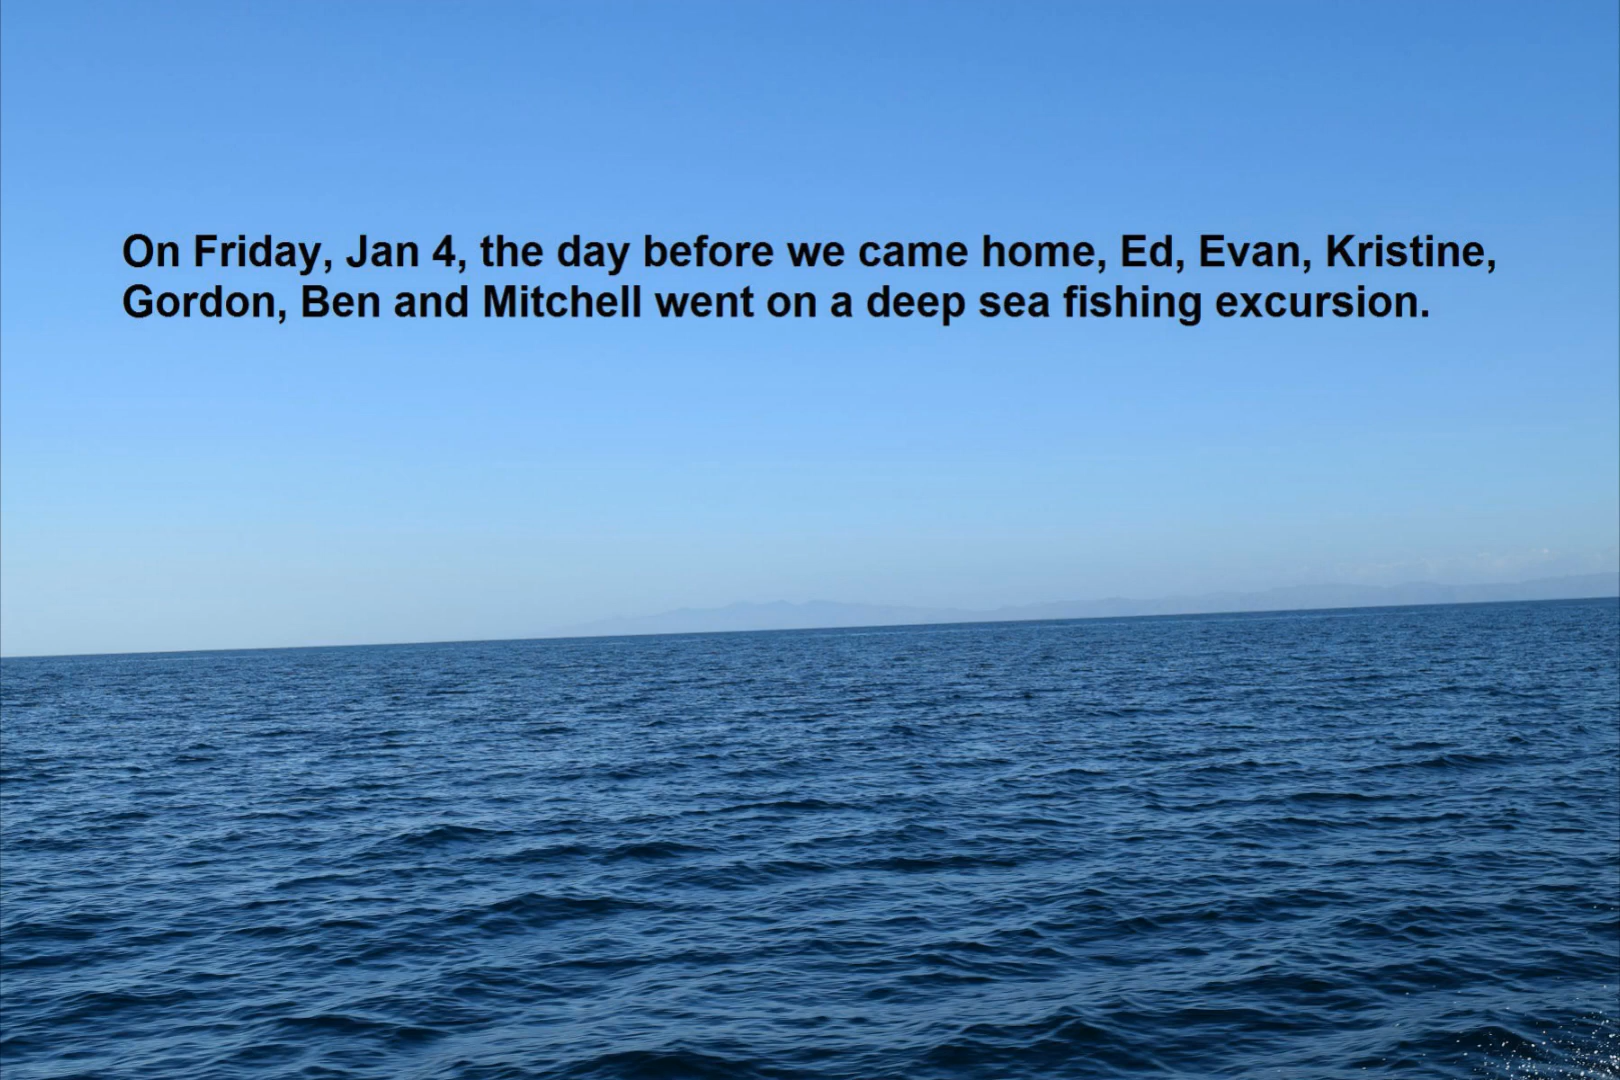 On Friday, Jan 4, the day before we came home, Ed, Evan, Kristine,
Gordon, Ben and Mitchell went on a deep sea fishing excursion.